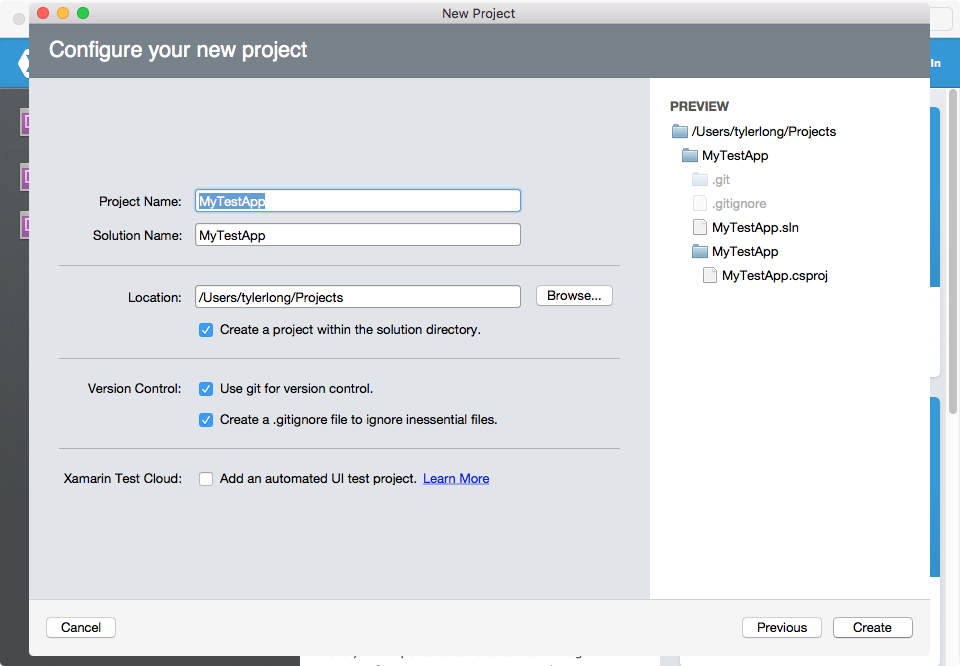 New Project
In
Configure your new project
PREVIEW
/Users/tylerlong/Projects
MyTestApp
.git
.gitignore
MyTestApp.sln
MyTestApp
MyTestApp.csproj
Project Name: MyTestApp
Solution Name: MyTestApp
Location: /Users/tylerlong/Projects Browse...
Create a project within the solution directory.
Version Control: Use git for version control.
Create a .gitignore file to ignore inessential files.
Xamarin Test Cloud: Add an automated UI test project. Learn More
Cancel Previous Create